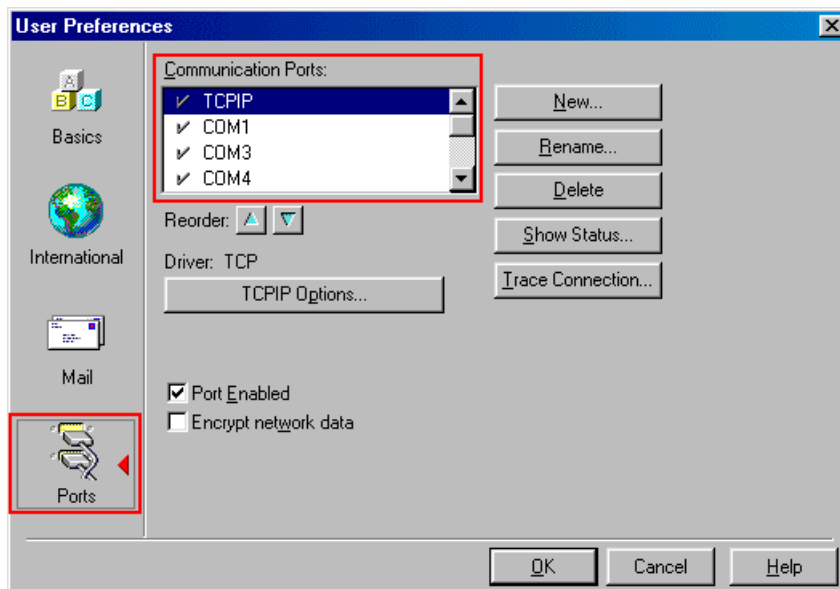 User Preferences
Basics
International
Mail
Ports
Communication Ports:
TCPIP
COM1
COM3
COM4
Reorder:
Driver: TCP
TCPIP Options...
Port Enabled
Encrypt network data
New...
Rename...
Delete
Show Status...
Trace Connection...
OK
Cancel
Help